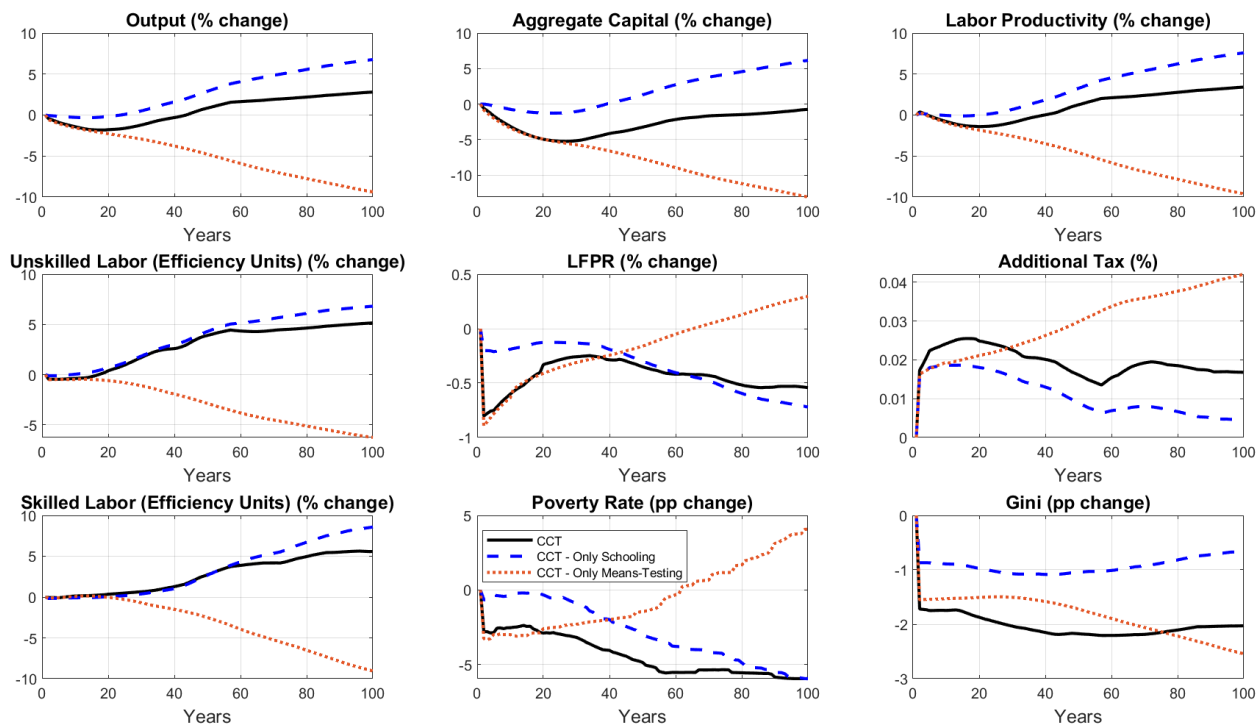 Output (% change)
10
5
0
-5
-10
0 20 40 60 80 100
Years
Aggregate Capital (% change)
10
5
0
-5
-10
0 20 40 60 80 100
Years
Labor Productivity (% change)
10
5
0
-5
-10
0 20 40 60 80 100
Years
Unskilled Labor (Efficiency Units) (% change)
10
5
0
-5
0 20 40 60 80 100
Years
LFPR (% change)
0.5
0
-0.5
-1
0 20 40 60 80 100
Years
Additional Tax (%)
0.04
0.03
0.02
0.01
0
0 20 40 60 80 100
Years
Skilled Labor (Efficiency Units) (% change)
10
5
0
-5
-10
0 20 40 60 80 100
Years
Poverty Rate (pp change)
5
CCT
CCT - Only Schooling
CCT - Only Means-Testing
0
-5
0 20 40 60 80 100
Years
Gini (pp change)
0
-1
-2
-3
0 20 40 60 80 100
Years